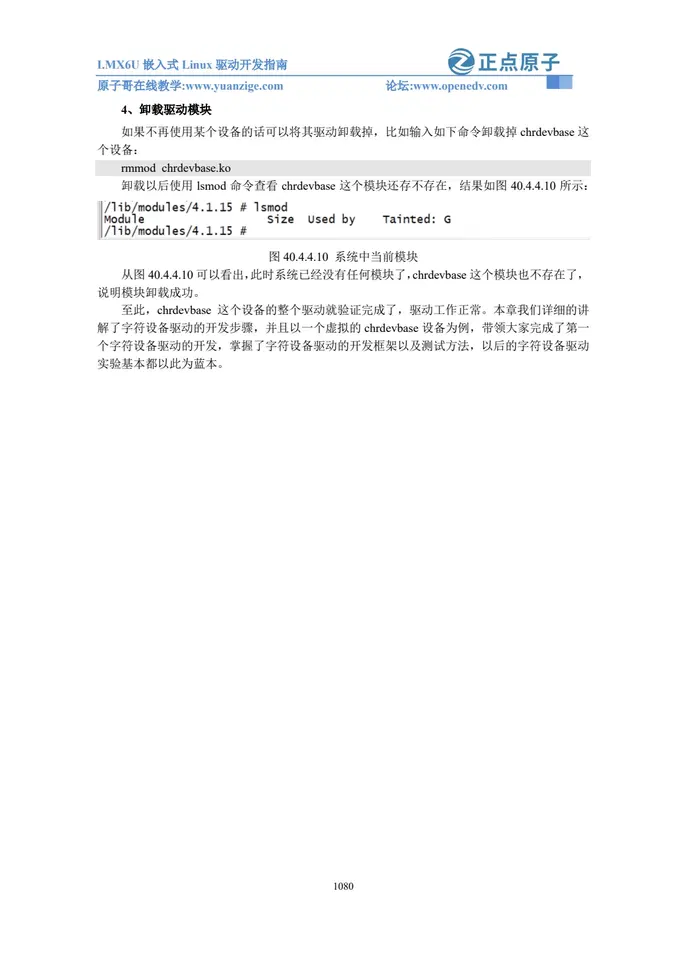 I.MX6U 嵌入式 Linux 驱动开发指南
正点原子
原子哥在线教学:www.yuanzige.com 论坛:www.openedv.com
4、卸载驱动模块
如果不再使用某个设备的话可以将其驱动卸载掉，比如输入如下命令卸载掉 chrdevbase 这
个设备：
rmmod chrdevbase.ko
卸载以后使用 lsmod 命令查看 chrdevbase 这个模块还存不存在，结果如图 40.4.4.10 所示：
/lib/modules/4.1.15 # lsmod
Module Size Used by Tainted: G
/lib/modules/4.1.15 #
图 40.4.4.10 系统中当前模块
从图 40.4.4.10 可以看出，此时系统已经没有任何模块了，chrdevbase 这个模块也不存在了，
说明模块卸载成功。
至此，chrdevbase 这个设备的整个驱动就验证完成了，驱动工作正常。本章我们详细的讲
解了字符设备驱动的开发步骤，并且以一个虚拟的 chrdevbase 设备为例，带领大家完成了第一
个字符设备驱动的开发，掌握了字符设备驱动的开发框架以及测试方法，以后的字符设备驱动
实验基本都以此为蓝本。
1080